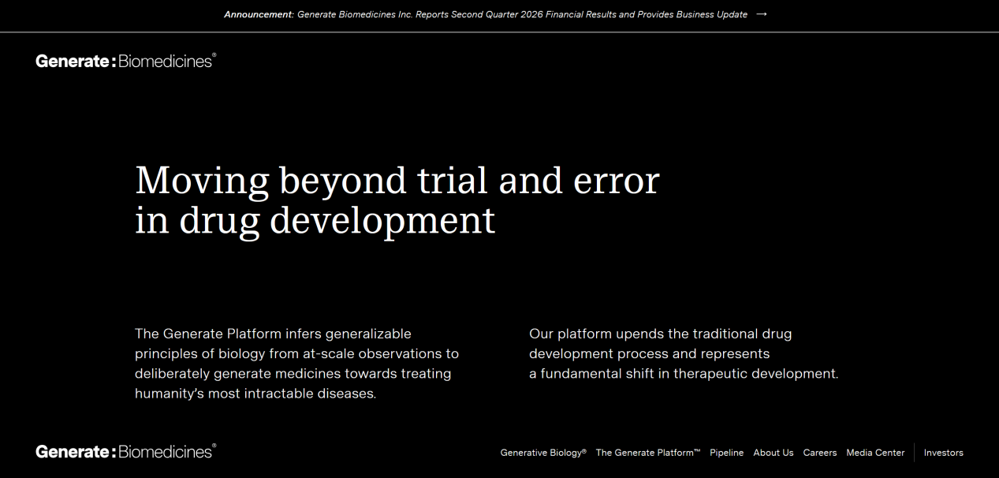 Announcement: Generate Biomedicines Inc. Reports Second Quarter 2026 Financial Results and Provides Business Update →
Generate:Biomedicines®
Moving beyond trial and error
in drug development
The Generate Platform infers generalizable
principles of biology from at-scale observations to
deliberately generate medicines towards treating
humanity’s most intractable diseases.
Our platform upends the traditional drug
development process and represents
a fundamental shift in therapeutic development.
Generate:Biomedicines®
Generative Biology® The Generate Platform™ Pipeline About Us Careers Media Center Investors